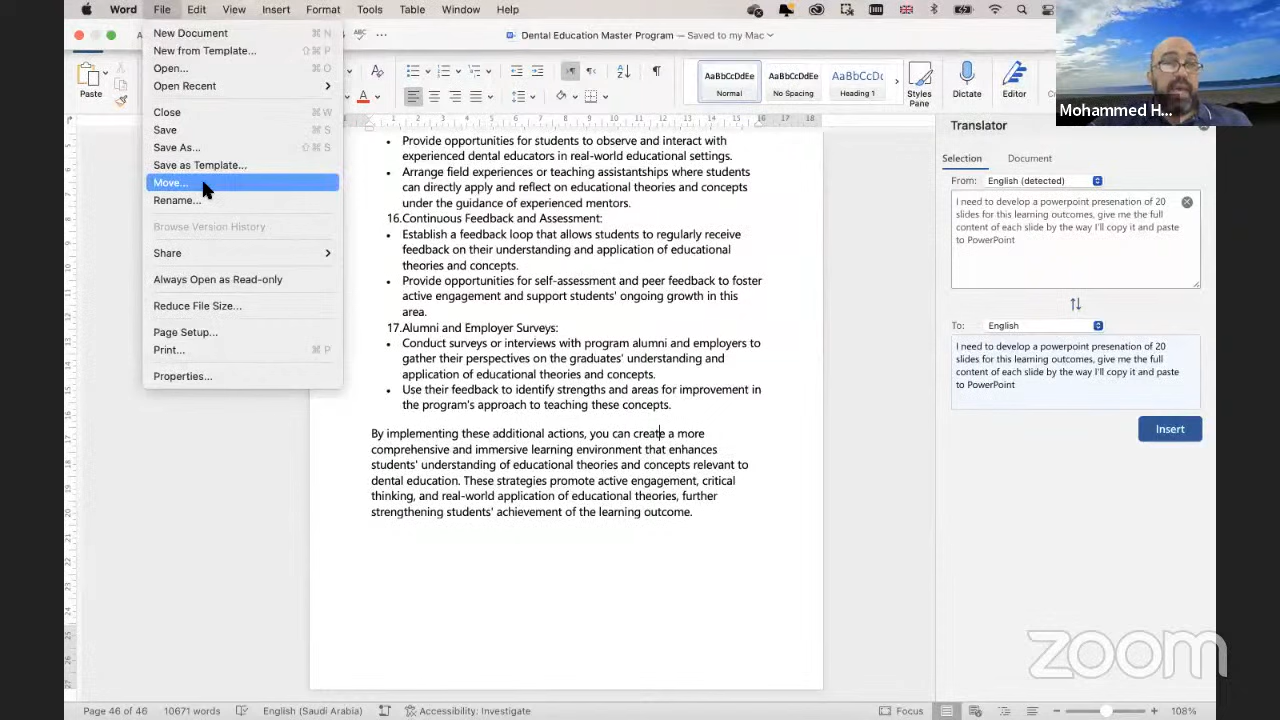 Word File Edit View Insert Format Tools Table Window Help
Dental Education Master Program — Saved to my Mac
New Document ⌘ N
New from Template... ⇧⌘ P
Open... ⌘ O
Open Recent
Close ⌘ W
Save ⌘ S
Save As... ⇧⌘ S
Save as Template...
Move...
Rename...
Browse Version History
Share
Always Open as Read-only
Reduce File Size...
Page Setup...
Print... ⌘ P
Properties...
Paste
AaBbCcDdEe AaBbCcDdEe AaBbCcDc
Normal No Spacing Heading 1
Styles Pane
Dictate
Editor
Mohammed H...
7 8 9 10 11 12 13 14 15 16 17 18
• Provide opportunities for students to observe and interact with
experienced dental educators in real-world educational settings.
• Arrange field experiences or teaching assistantships where students
can directly apply and reflect on educational theories and concepts
under the guidance of experienced mentors.
16.Continuous Feedback and Assessment:
• Establish a feedback loop that allows students to regularly receive
feedback on their understanding and application of educational
theories and concepts.
• Provide opportunities for self-assessment and peer feedback to foster
active engagement and support students' ongoing growth in this
area.
17.Alumni and Employer Surveys:
• Conduct surveys or interviews with program alumni and employers to
gather their perspectives on the graduates' understanding and
application of educational theories and concepts.
• Use their feedback to identify strengths and areas for improvement in
the program's approach to teaching these concepts.
By implementing these additional actions, you can create a more
comprehensive and immersive learning environment that enhances
students' understanding of educational theories and concepts relevant to
dental education. These strategies promote active engagement, critical
thinking, and real-world application of educational theories, further
strengthening students' achievement of the learning outcome.
Translator
Selection Document
From: English (detected)
I need to develop a powerpoint presenation of 20
slides for this learning outcomes, give me the full
content of each slide by the way I'll copy it and paste
to PowerPoint
To: English
I need to develop a powerpoint presenation of 20
slides for this learning outcomes, give me the full
content of each slide by the way I'll copy it and paste
to PowerPoint
Insert
zoom
Page 46 of 46 10671 words English (Saudi Arabia) Accessibility: Investigate Focus 108%